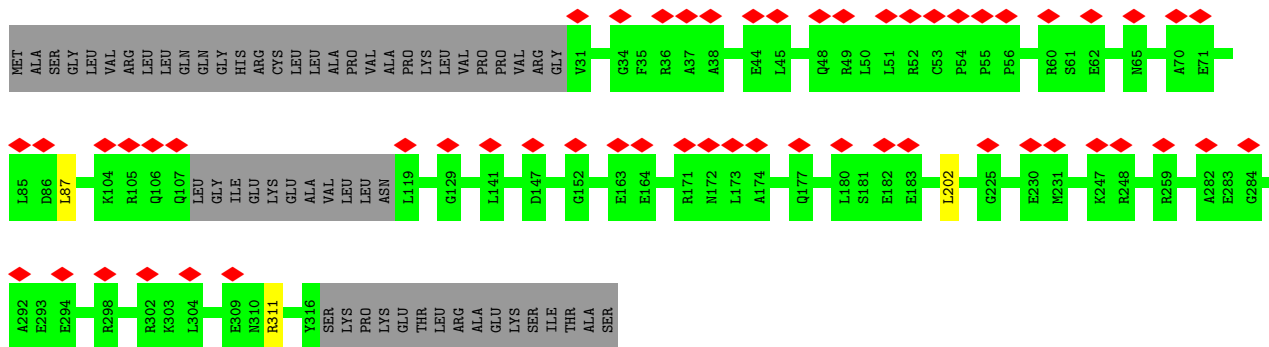 MET ALA SER GLY LEU VAL ARG LEU LEU GLN GLN GLY HIS ARG CYS LEU LEU ALA PRO VAL ALA PRO LYS LEU VAL PRO PRO VAL ARG GLY V31 G34 F35 R36 A37 A38 E44 L45 Q48 R49 L50 L51 R52 C53 P54 P55 P56 R60 S61 E62 N65 A70 E71
L85 D86 L87 K104 R105 Q106 Q107 LEU GLY ILE GLU LYS GLU ALA VAL LEU LEU ASN L119 G129 L141 D147 G152 E163 E164 R171 N172 L173 A174 Q177 L180 S181 E182 E183 L202 G225 E230 M231 K247 R248 R259 A282 E283 G284
A292 E293 E294 R298 R302 K303 L304 E309 N310 R311 Y316 SER LYS PRO LYS GLU THR LEU ARG ALA GLU LYS SER ILE THR ALA SER